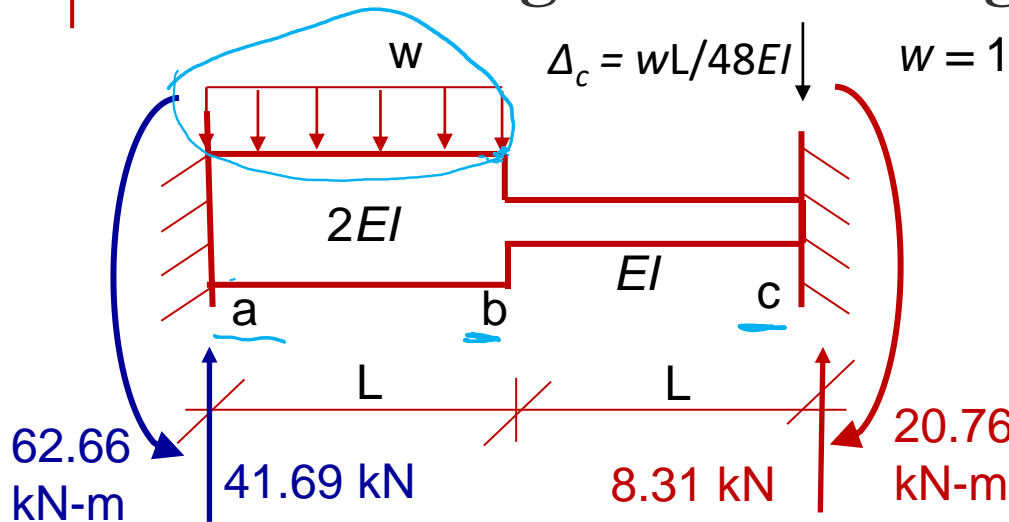 w
Δc = wL/48EI
w = 1
2EI
EI
a
b
c
L
L
62.66
kN-m
41.69 kN
8.31 kN
20.76
kN-m